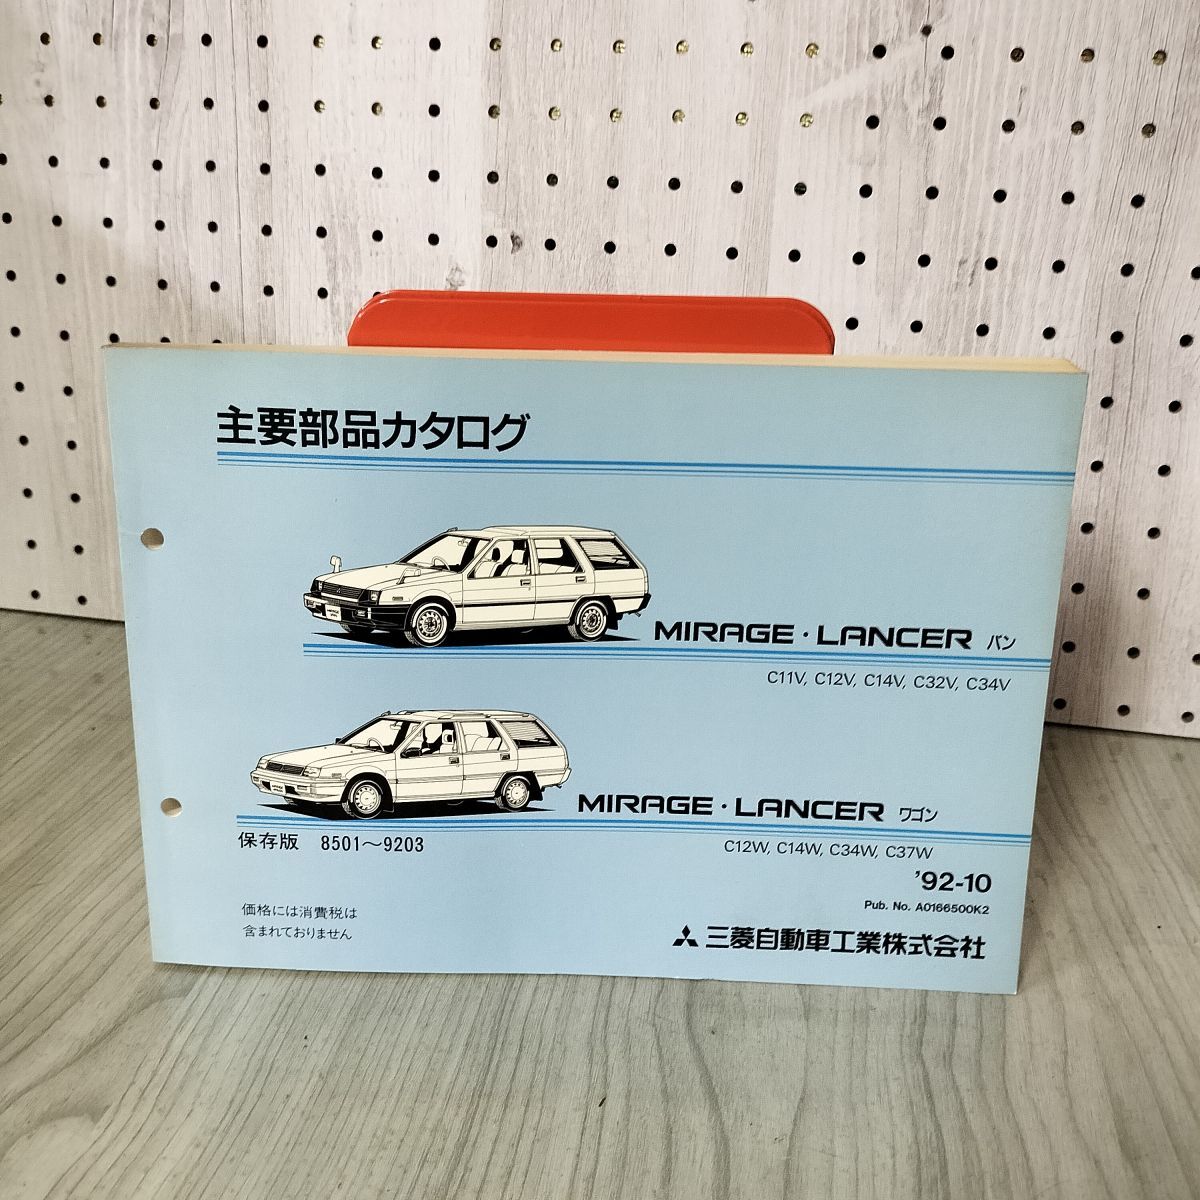 主要部品カタログ
MIRAGE・LANCER バン
C11V, C12V, C14V, C32V, C34V
MIRAGE・LANCER ワゴン
保存版 8501～9203
C12W, C14W, C34W, C37W
'92-10
Pub. No. A0166500K2
価格には消費税は
含まれておりません
三菱自動車工業株式会社